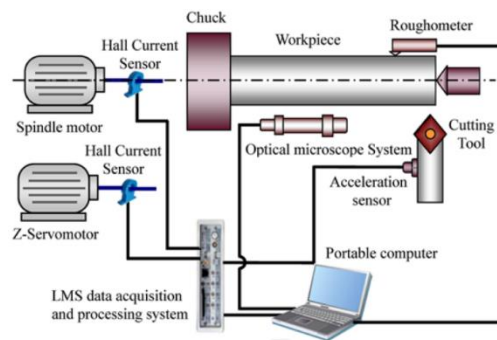 Chuck
Roughometer
Hall Current
Sensor
Workpiece
Spindle motor
Optical microscope System
Cutting
Tool
Hall Current
Sensor
Acceleration
sensor
Z-Servomotor
Portable computer
LMS data acquisition
and processing system